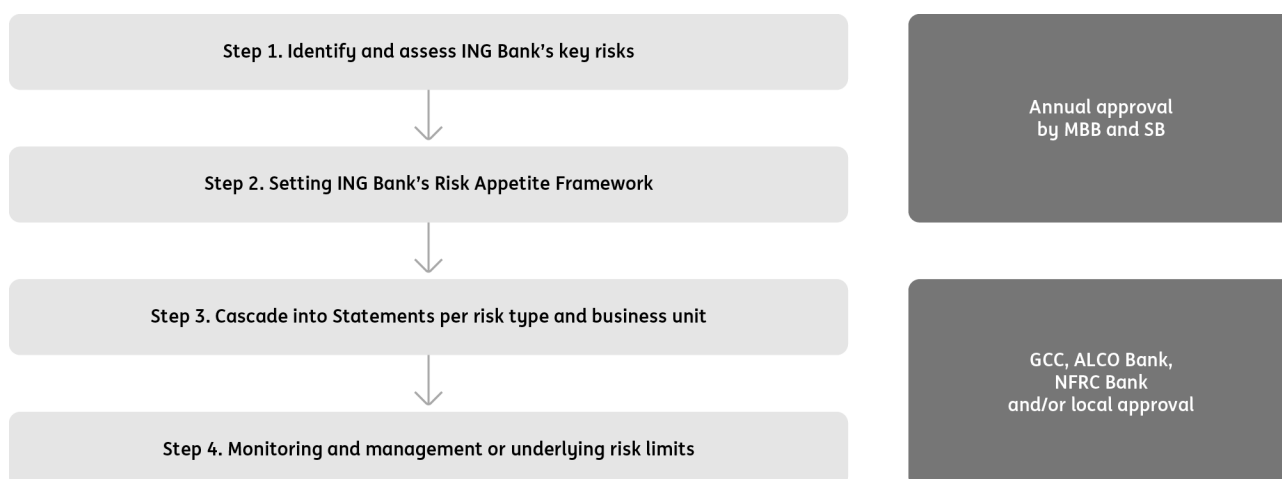 Step 1. Identify and assess ING Bank's key risks
Step 2. Setting ING Bank's Risk Appetite Framework
Annual approval
by MBB and SB
Step 3. Cascade into Statements per risk type and business unit
Step 4. Monitoring and management or underlying risk limits
GCC, ALCO Bank,
NFRC Bank
and/or local approval